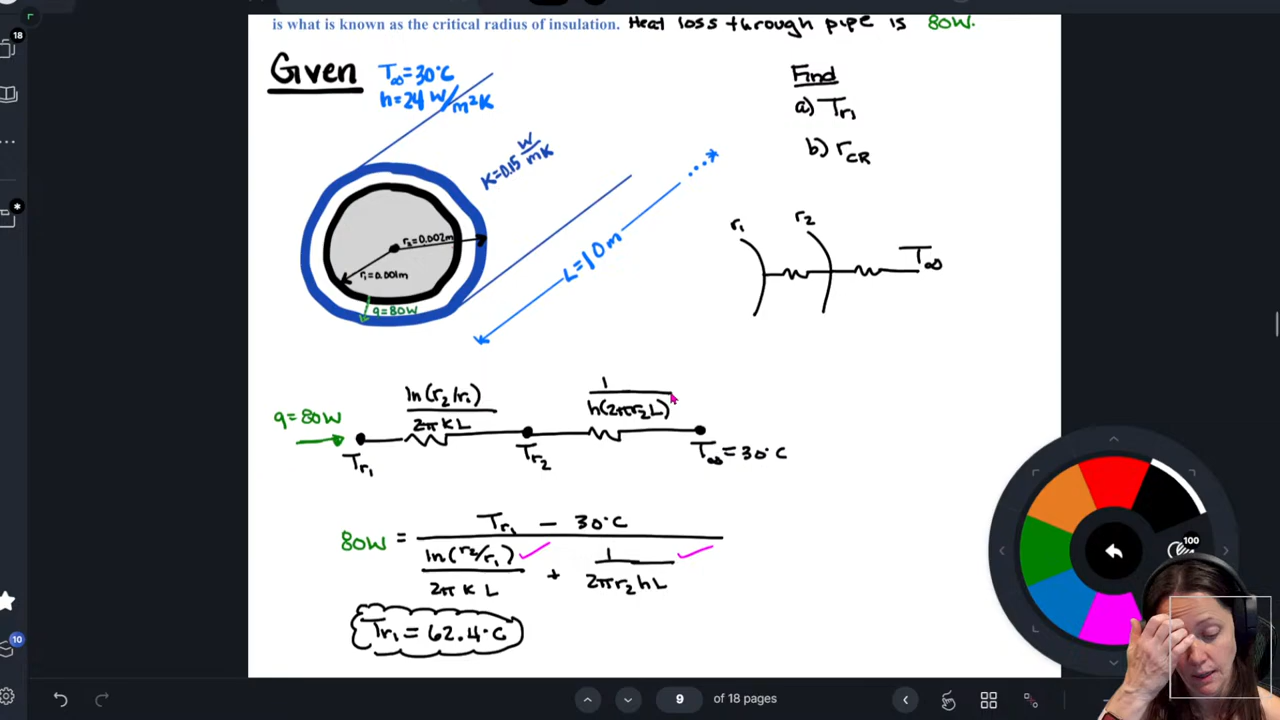 is what is known as the critical radius of insulation. Heat loss through pipe is 80W.
Given
T∞=30°C
h=24 W/m²K
Find
a) Tr₁
b) rCR
K=0.15 W/mK
r₂=0.002m
r₁=0.001m
q=80W
L=10m
r₁
r₂
T∞
q=80W
ln(r₂/r₁)
2πKL
1
h(2πr₂L)
Tr₁
Tr₂
T∞=30°C
80W = Tr₁ - 30°C
ln(r₂/r₁)
2πKL
+
1
2πr₂hL
Tr₁ = 62.4°C
100
18
10
9 of 18 pages